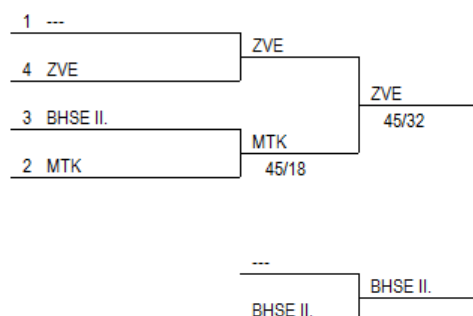 1 ---
ZVE
4 ZVE
ZVE
45/32
3 BHSE II.
MTK
45/18
2 MTK
---
BHSE II.
BHSE II.